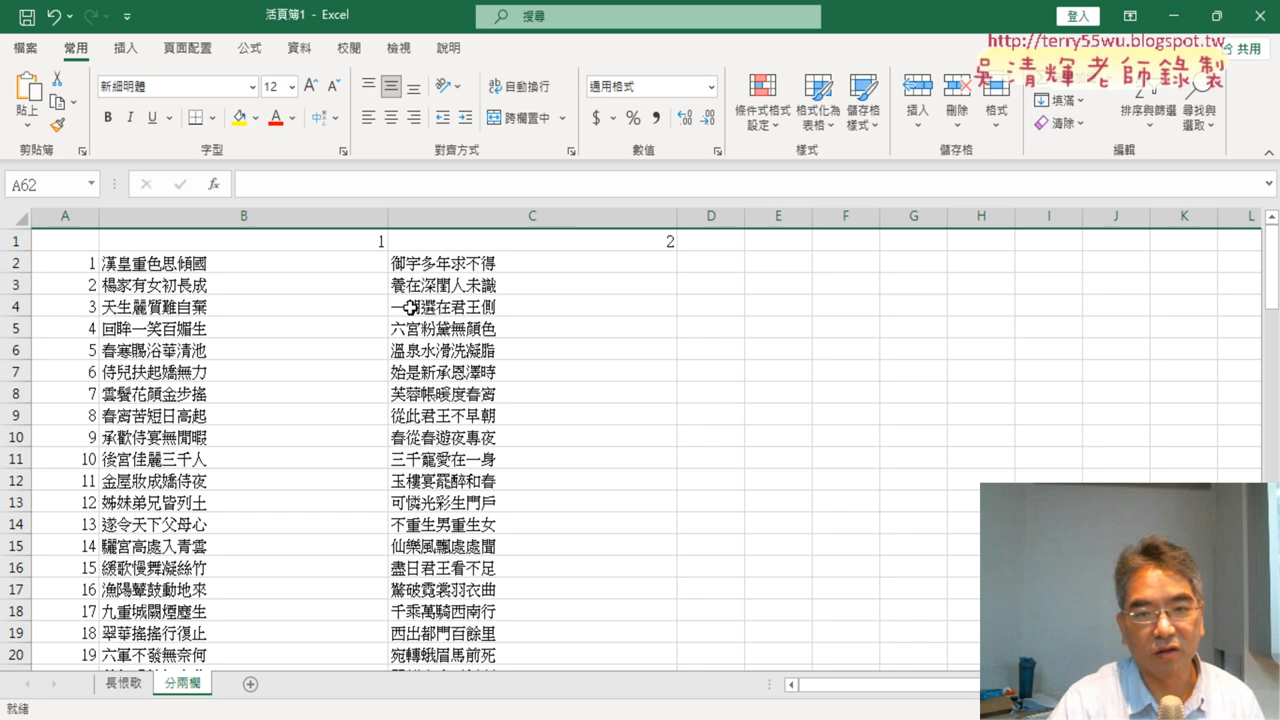 活頁簿1 - Excel
搜尋
登入
檔案 常用 插入 頁面配置 公式 資料 校閱 檢視 說明
共用
http://terry55wu.blogspot.tw
吳清輝老師錄製
貼上
新細明體 12
自動換行
跨欄置中
通用格式
條件式格式設定
格式化為表格
儲存格樣式
插入 刪除 格式
填滿
清除
排序與篩選
尋找與選取
剪貼簿 字型 對齊方式 數值 樣式 儲存格 編輯
A62
A B C D E F G H I J K L
1 1 2
2 1 漢皇重色思傾國 御宇多年求不得
3 2 楊家有女初長成 養在深閨人未識
4 3 天生麗質難自棄 一朝選在君王側
5 4 回眸一笑百媚生 六宮粉黛無顏色
6 5 春寒賜浴華清池 溫泉水滑洗凝脂
7 6 侍兒扶起嬌無力 始是新承恩澤時
8 7 雲鬢花顏金步搖 芙蓉帳暖度春宵
9 8 春宵苦短日高起 從此君王不早朝
10 9 承歡侍宴無閒暇 春從春遊夜專夜
11 10 後宮佳麗三千人 三千寵愛在一身
12 11 金屋妝成嬌侍夜 玉樓宴罷醉和春
13 12 姊妹弟兄皆列土 可憐光彩生門戶
14 13 遂令天下父母心 不重生男重生女
15 14 驪宮高處入青雲 仙樂風飄處處聞
16 15 緩歌慢舞凝絲竹 盡日君王看不足
17 16 漁陽鼙鼓動地來 驚破霓裳羽衣曲
18 17 九重城闕煙塵生 千乘萬騎西南行
19 18 翠華搖搖行復止 西出都門百餘里
20 19 六軍不發無奈何 宛轉蛾眉馬前死
長恨歌 分兩欄
就緒